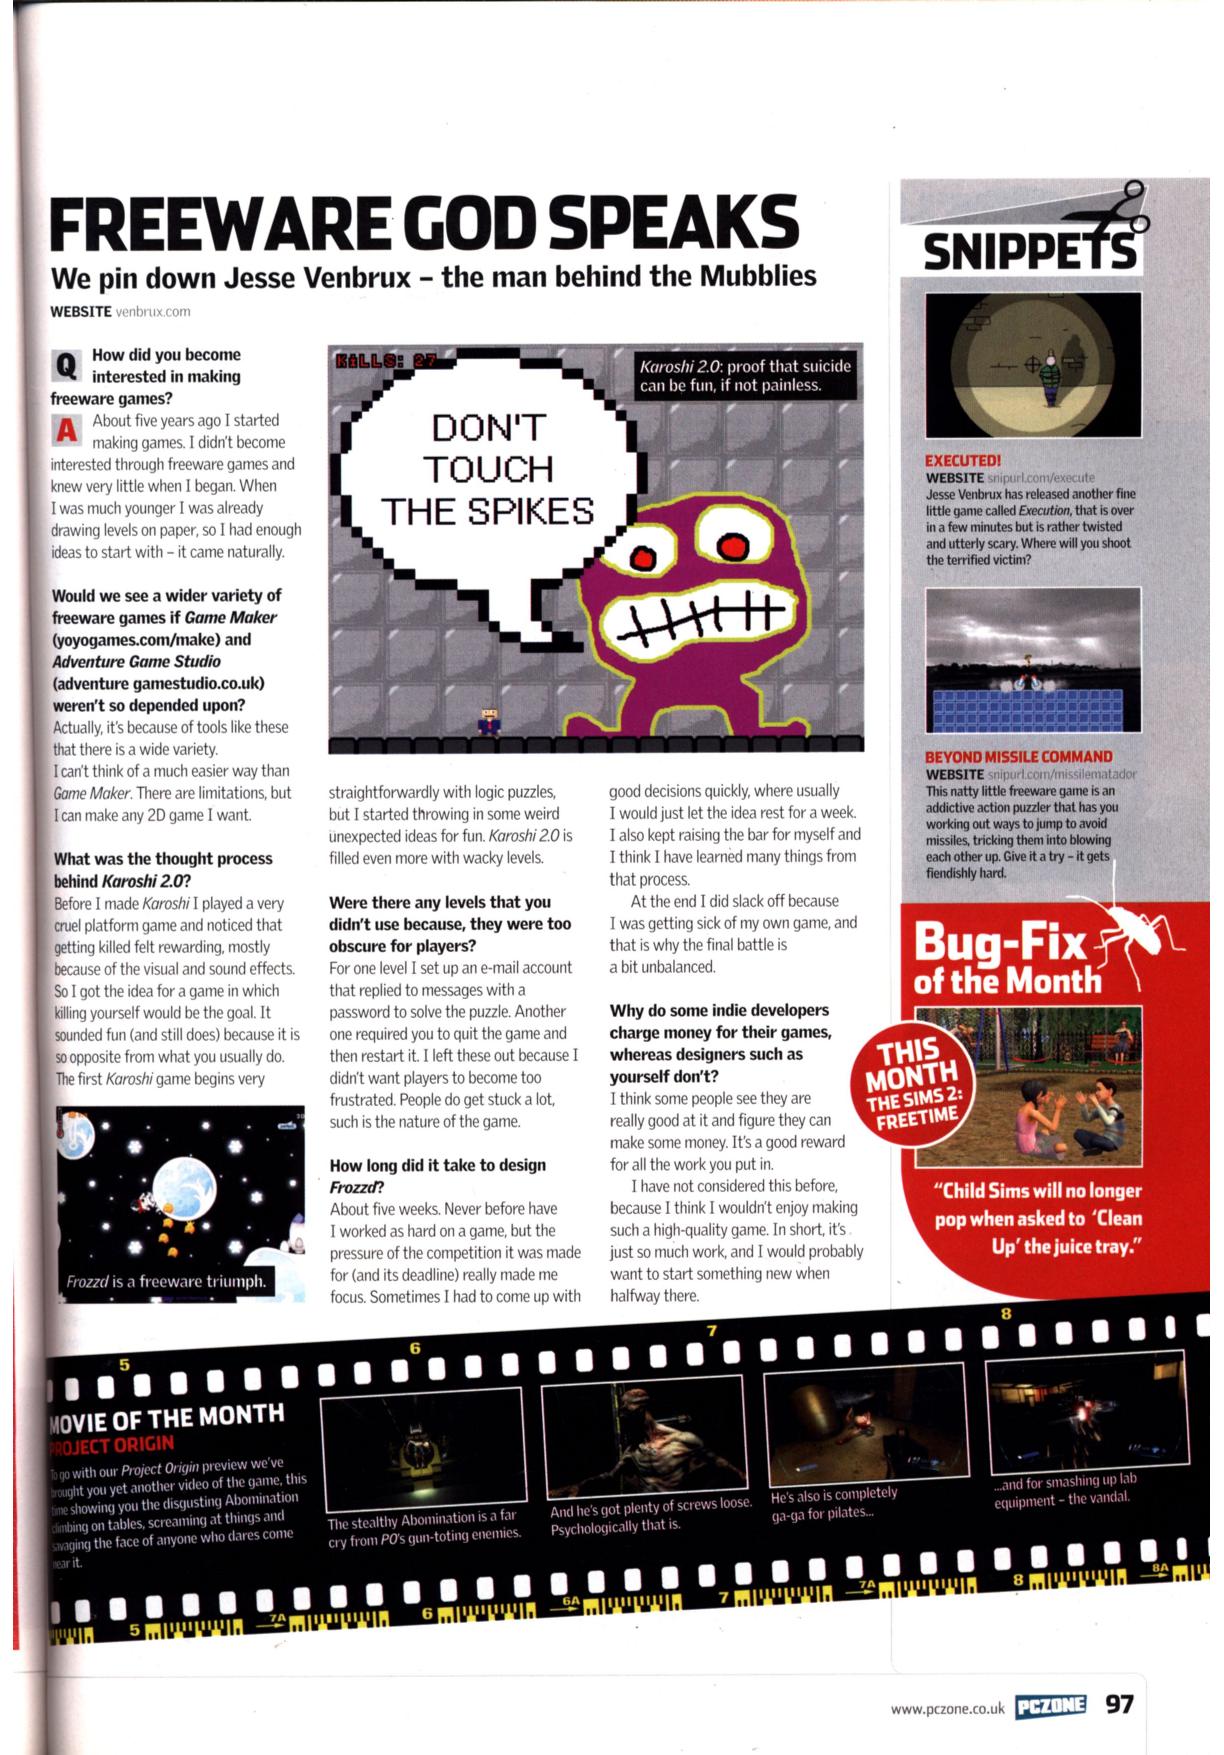 FREEWARE GOD SPEAKS
We pin down Jesse Venbrux – the man behind the Mubblies
WEBSITE venbrux.com
Q How did you become
interested in making
freeware games?
A About five years ago I started
making games. I didn't become
interested through freeware games and
knew very little when I began. When
I was much younger I was already
drawing levels on paper, so I had enough
ideas to start with – it came naturally.
Would we see a wider variety of
freeware games if Game Maker
(yoyogames.com/make) and
Adventure Game Studio
(adventure gamestudio.co.uk)
weren't so depended upon?
Actually, it's because of tools like these
that there is a wide variety.
I can't think of a much easier way than
Game Maker. There are limitations, but
I can make any 2D game I want.
What was the thought process
behind Karoshi 2.0?
Before I made Karoshi I played a very
cruel platform game and noticed that
getting killed felt rewarding, mostly
because of the visual and sound effects.
So I got the idea for a game in which
killing yourself would be the goal. It
sounded fun (and still does) because it is
so opposite from what you usually do.
The first Karoshi game begins very
Frozzd is a freeware triumph.
KILLS: 27
Karoshi 2.0: proof that suicide
can be fun, if not painless.
DON'T
TOUCH
THE SPIKES
straightforwardly with logic puzzles,
but I started throwing in some weird
unexpected ideas for fun. Karoshi 2.0 is
filled even more with wacky levels.
Were there any levels that you
didn't use because, they were too
obscure for players?
For one level I set up an e-mail account
that replied to messages with a
password to solve the puzzle. Another
one required you to quit the game and
then restart it. I left these out because I
didn't want players to become too
frustrated. People do get stuck a lot,
such is the nature of the game.
How long did it take to design
Frozzd?
About five weeks. Never before have
I worked as hard on a game, but the
pressure of the competition it was made
for (and its deadline) really made me
focus. Sometimes I had to come up with
good decisions quickly, where usually
I would just let the idea rest for a week.
I also kept raising the bar for myself and
I think I have learned many things from
that process.
At the end I did slack off because
I was getting sick of my own game, and
that is why the final battle is
a bit unbalanced.
Why do some indie developers
charge money for their games,
whereas designers such as
yourself don't?
I think some people see they are
really good at it and figure they can
make some money. It's a good reward
for all the work you put in.
I have not considered this before,
because I think I wouldn't enjoy making
such a high-quality game. In short, it's
just so much work, and I would probably
want to start something new when
halfway there.
SNIPPETS
EXECUTED!
WEBSITE snipurl.com/execute
Jesse Venbrux has released another fine
little game called Execution, that is over
in a few minutes but is rather twisted
and utterly scary. Where will you shoot
the terrified victim?
BEYOND MISSILE COMMAND
WEBSITE snipurl.com/missilematador
This natty little freeware game is an
addictive action puzzler that has you
working out ways to jump to avoid
missiles, tricking them into blowing
each other up. Give it a try – it gets
fiendishly hard.
Bug-Fix
of the Month
THIS
MONTH
THE SIMS 2:
FREETIME
"Child Sims will no longer
pop when asked to 'Clean
Up' the juice tray."
5 6 7 8
MOVIE OF THE MONTH
PROJECT ORIGIN
To go with our Project Origin preview we've
brought you yet another video of the game, this
time showing you the disgusting Abomination
climbing on tables, screaming at things and
savaging the face of anyone who dares come
near it.
The stealthy Abomination is a far
cry from PO's gun-toting enemies.
And he's got plenty of screws loose.
Psychologically that is.
He's also is completely
ga-ga for pilates...
...and for smashing up lab
equipment – the vandal.
5 7A 6 6A 7 7A 8 8A
www.pczone.co.uk PCZONE 97